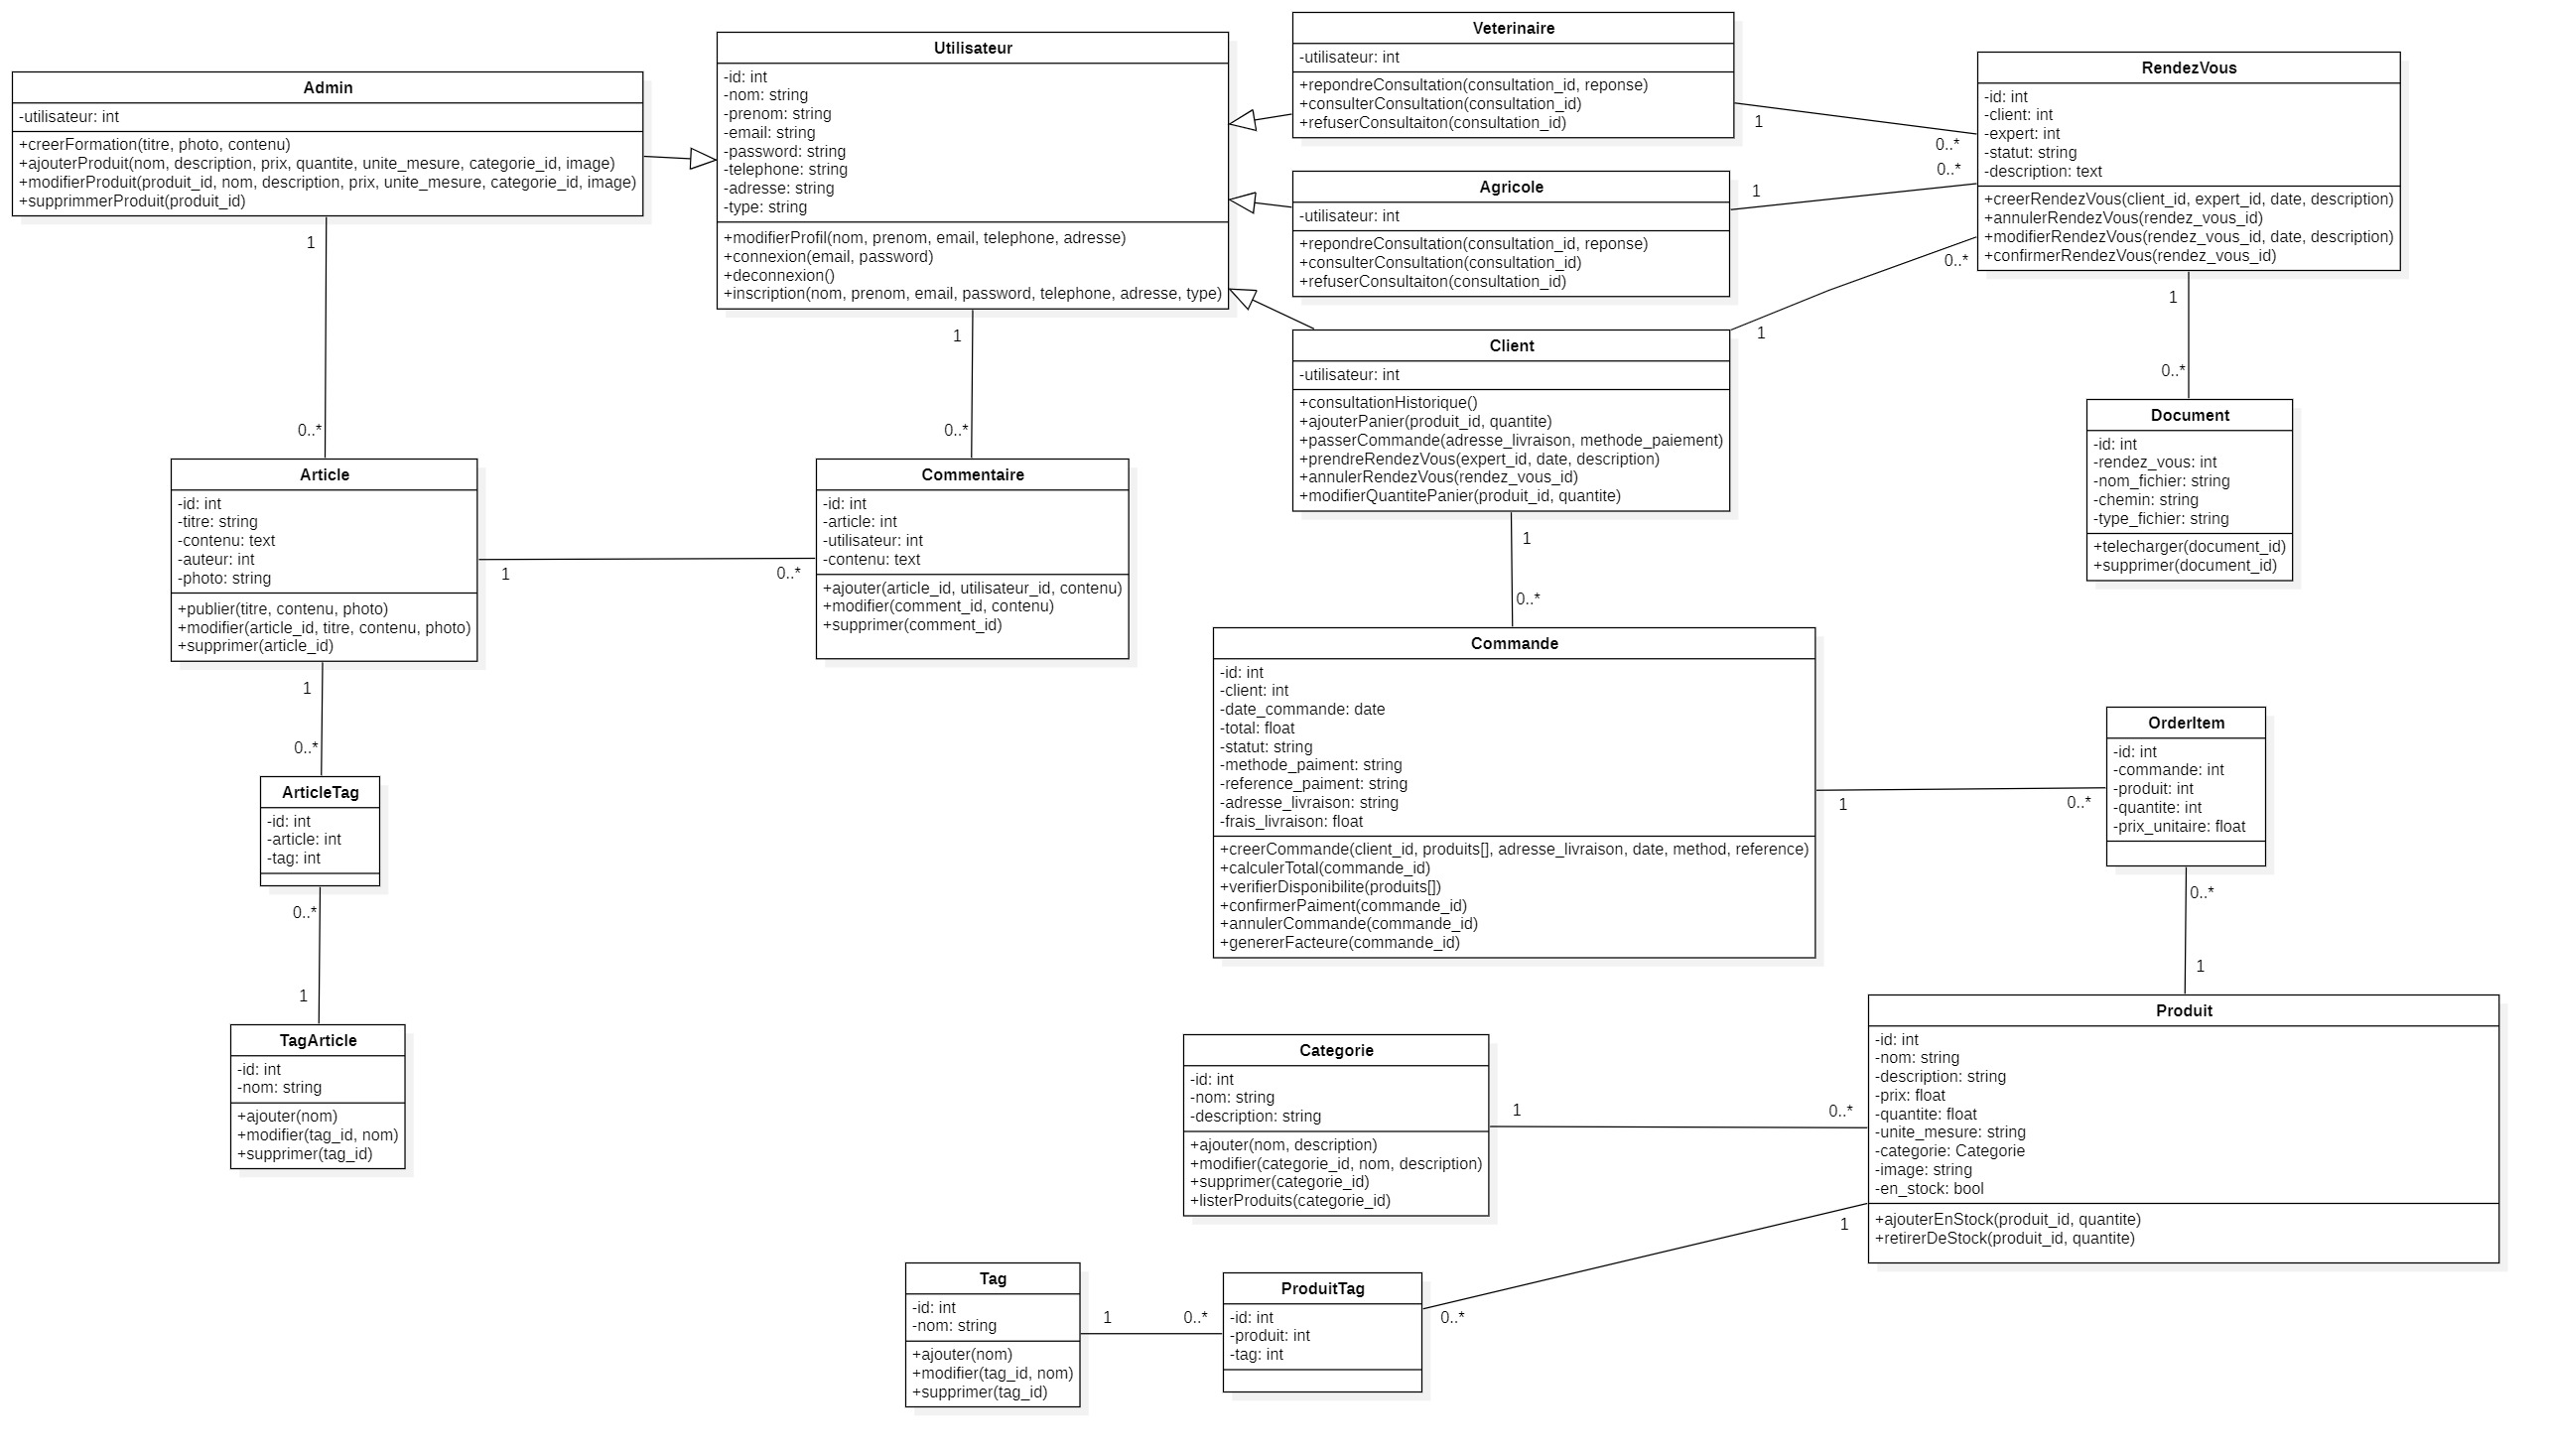 Admin
-utilisateur: int
+creerFormation(titre, photo, contenu)
+ajouterProduit(nom, description, prix, quantite, unite_mesure, categorie_id, image)
+modifierProduit(produit_id, nom, description, prix, unite_mesure, categorie_id, image)
+supprimmerProduit(produit_id)
1
0..*
Utilisateur
-id: int
-nom: string
-prenom: string
-email: string
-password: string
-telephone: string
-adresse: string
-type: string
+modifierProfil(nom, prenom, email, telephone, adresse)
+connexion(email, password)
+deconnexion()
+inscription(nom, prenom, email, password, telephone, adresse, type)
1
0..*
Veterinaire
-utilisateur: int
+repondreConsultation(consultation_id, reponse)
+consulterConsultation(consultation_id)
+refuserConsultaiton(consultation_id)
1
0..*
Agricole
-utilisateur: int
+repondreConsultation(consultation_id, reponse)
+consulterConsultation(consultation_id)
+refuserConsultaiton(consultation_id)
1
0..*
Client
-utilisateur: int
+consultationHistorique()
+ajouterPanier(produit_id, quantite)
+passerCommande(adresse_livraison, methode_paiement)
+prendreRendezVous(expert_id, date, description)
+annulerRendezVous(rendez_vous_id)
+modifierQuantitePanier(produit_id, quantite)
1
0..*
1
0..*
RendezVous
-id: int
-client: int
-expert: int
-statut: string
-description: text
+creerRendezVous(client_id, expert_id, date, description)
+annulerRendezVous(rendez_vous_id)
+modifierRendezVous(rendez_vous_id, date, description)
+confirmerRendezVous(rendez_vous_id)
1
0..*
Document
-id: int
-rendez_vous: int
-nom_fichier: string
-chemin: string
-type_fichier: string
+telecharger(document_id)
+supprimer(document_id)
Article
-id: int
-titre: string
-contenu: text
-auteur: int
-photo: string
+publier(titre, contenu, photo)
+modifier(article_id, titre, contenu, photo)
+supprimer(article_id)
1
0..*
Commentaire
-id: int
-article: int
-utilisateur: int
-contenu: text
+ajouter(article_id, utilisateur_id, contenu)
+modifier(comment_id, contenu)
+supprimer(comment_id)
1
0..*
ArticleTag
-id: int
-article: int
-tag: int
0..*
1
TagArticle
-id: int
-nom: string
+ajouter(nom)
+modifier(tag_id, nom)
+supprimer(tag_id)
Commande
-id: int
-client: int
-date_commande: date
-total: float
-statut: string
-methode_paiment: string
-reference_paiment: string
-adresse_livraison: string
-frais_livraison: float
+creerCommande(client_id, produits[], adresse_livraison, date, method, reference)
+calculerTotal(commande_id)
+verifierDisponibilite(produits[])
+confirmerPaiment(commande_id)
+annulerCommande(commande_id)
+genererFacteure(commande_id)
1
0..*
OrderItem
-id: int
-commande: int
-produit: int
-quantite: int
-prix_unitaire: float
0..*
1
Produit
-id: int
-nom: string
-description: string
-prix: float
-quantite: float
-unite_mesure: string
-categorie: Categorie
-image: string
-en_stock: bool
+ajouterEnStock(produit_id, quantite)
+retirerDeStock(produit_id, quantite)
Categorie
-id: int
-nom: string
-description: string
+ajouter(nom, description)
+modifier(categorie_id, nom, description)
+supprimer(categorie_id)
+listerProduits(categorie_id)
1
0..*
1
0..*
Tag
-id: int
-nom: string
+ajouter(nom)
+modifier(tag_id, nom)
+supprimer(tag_id)
1
0..*
ProduitTag
-id: int
-produit: int
-tag: int